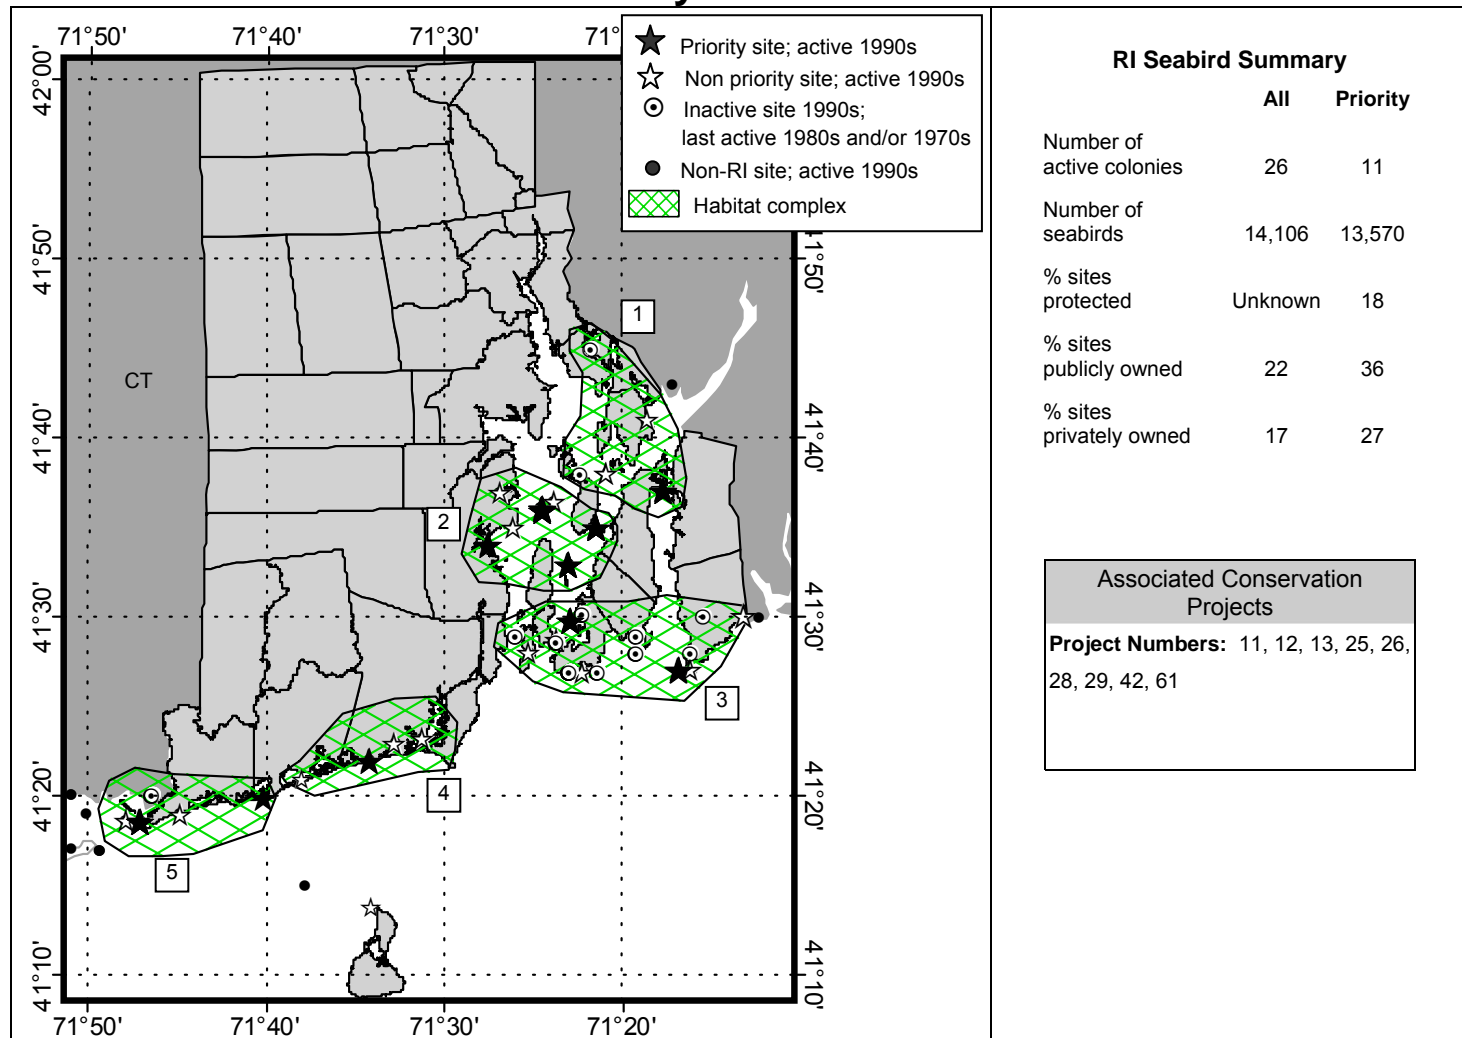 71°50' 71°40' 71°30' 71°
Priority site; active 1990s
Non priority site; active 1990s
Inactive site 1990s;
last active 1980s and/or 1970s
Non-RI site; active 1990s
Habitat complex
42°00'
41°50'
41°40'
41°30'
41°20'
41°10'
1°50'
41°40'
41°30'
41°20'
41°10'
CT
1
2
3
4
5
71°50' 71°40' 71°30' 71°20'
RI Seabird Summary
All Priority
Number of
active colonies 26 11
Number of
seabirds 14,106 13,570
% sites
protected Unknown 18
% sites
publicly owned 22 36
% sites
privately owned 17 27
Associated Conservation
Projects
Project Numbers: 11, 12, 13, 25, 26,
28, 29, 42, 61